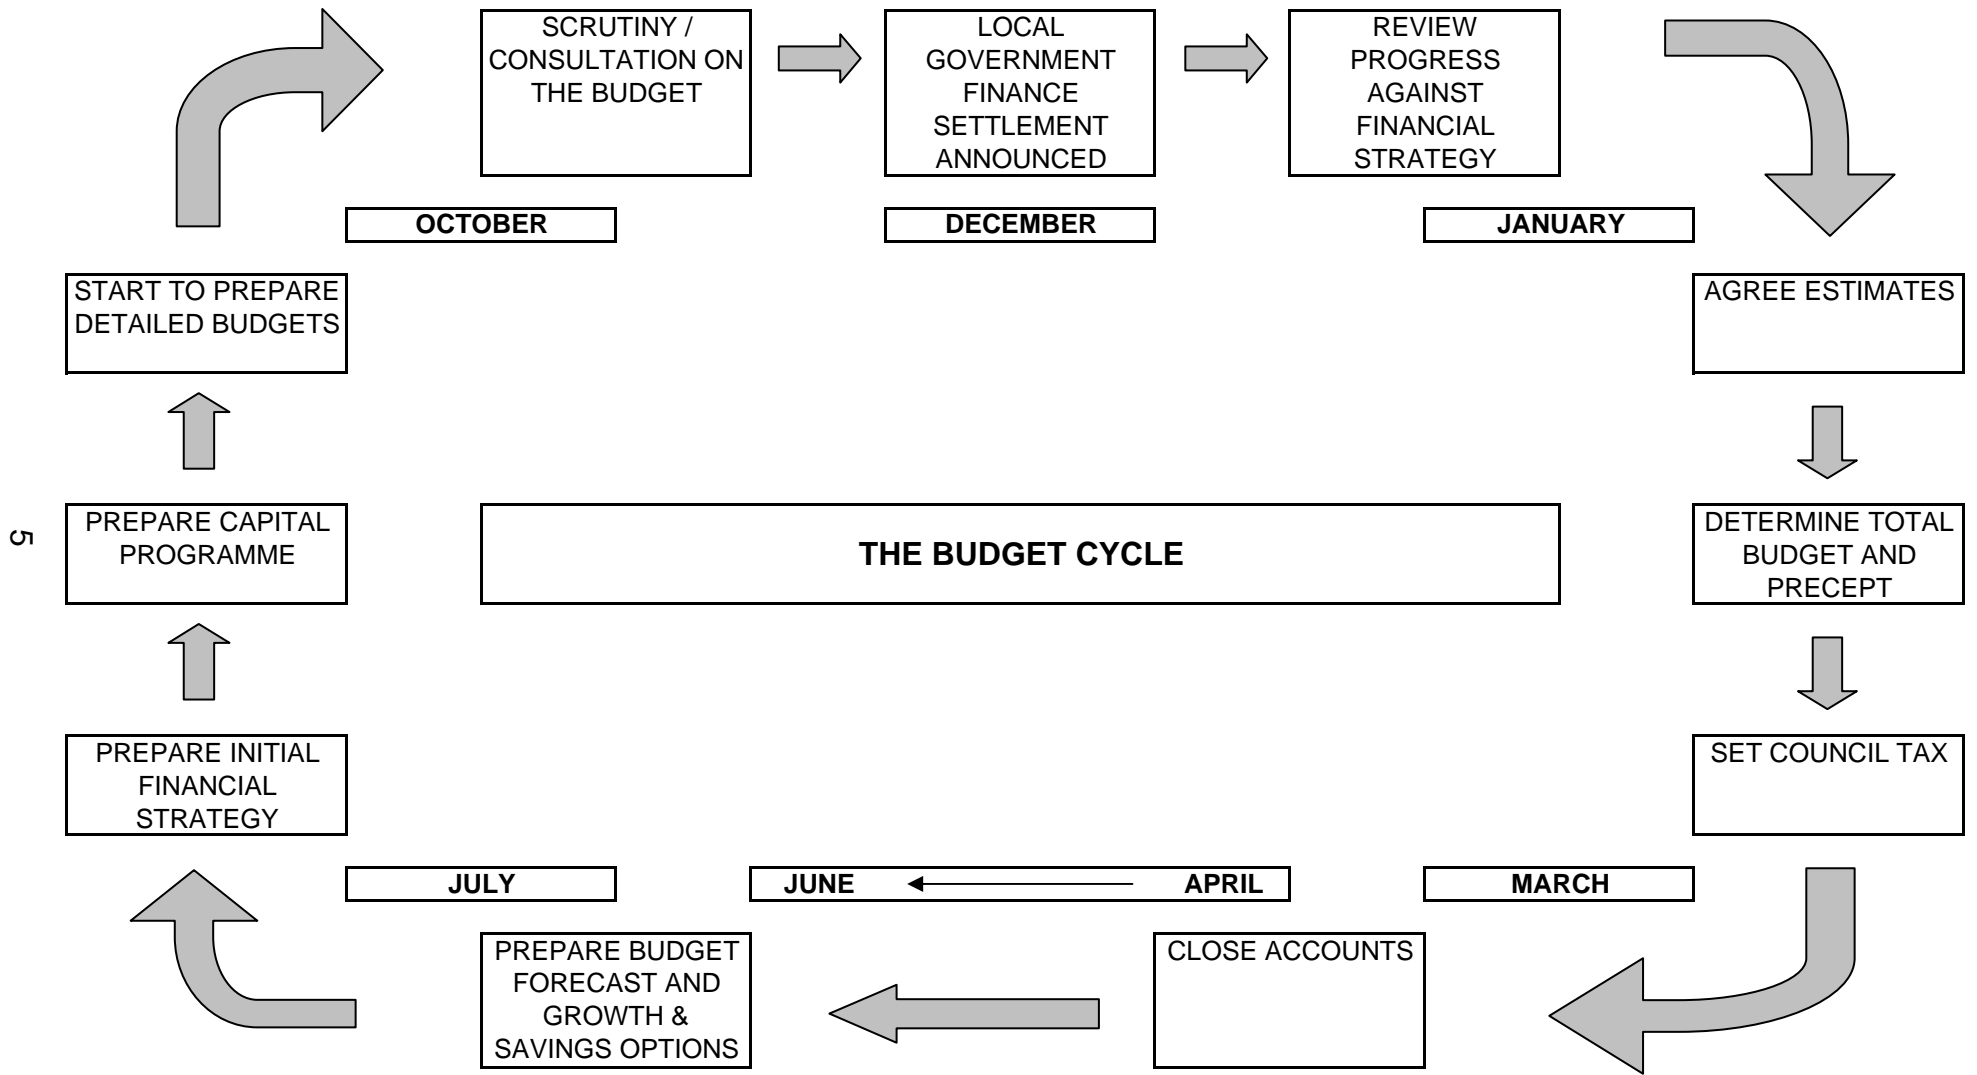 SCRUTINY /
CONSULTATION ON
THE BUDGET
LOCAL
GOVERNMENT
FINANCE
SETTLEMENT
ANNOUNCED
REVIEW
PROGRESS
AGAINST
FINANCIAL
STRATEGY
OCTOBER
DECEMBER
JANUARY
START TO PREPARE
DETAILED BUDGETS
AGREE ESTIMATES
5
PREPARE CAPITAL
PROGRAMME
THE BUDGET CYCLE
DETERMINE TOTAL
BUDGET AND
PRECEPT
PREPARE INITIAL
FINANCIAL
STRATEGY
SET COUNCIL TAX
JULY
JUNE
APRIL
MARCH
PREPARE BUDGET
FORECAST AND
GROWTH &
SAVINGS OPTIONS
CLOSE ACCOUNTS